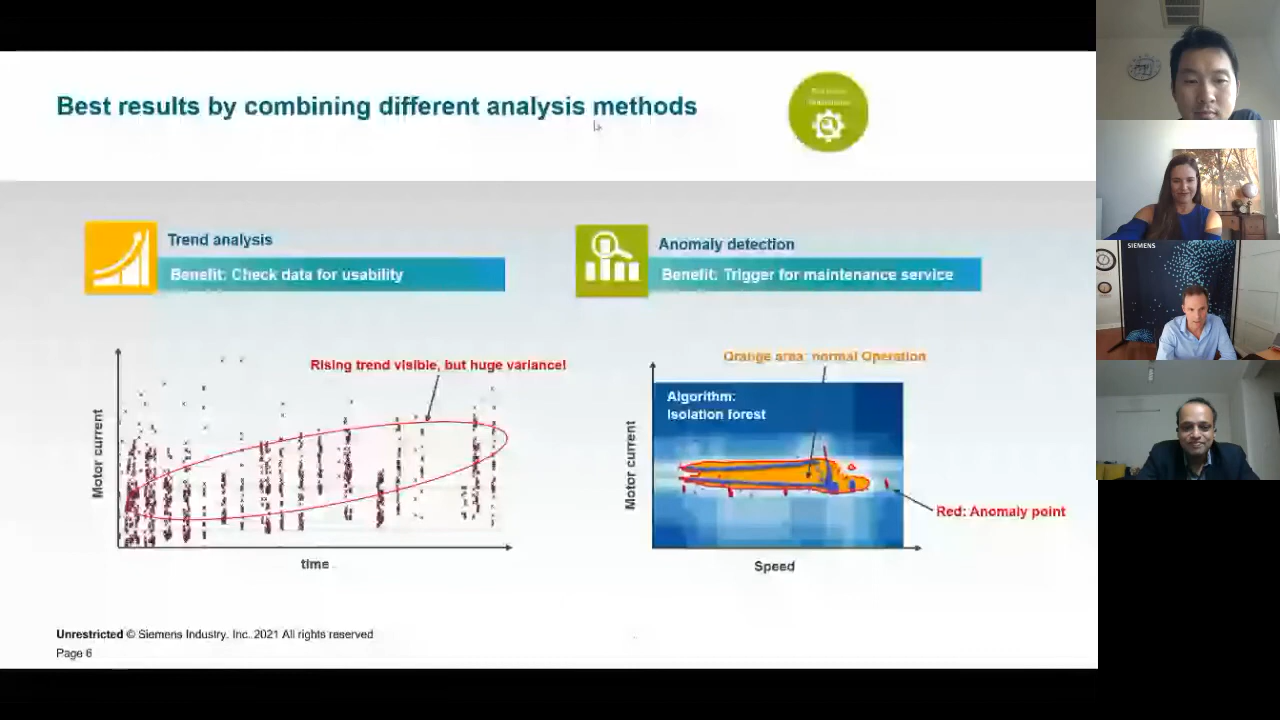 Best results by combining different analysis methods
Trend analysis
Benefit: Check data for usability
Anomaly detection
Benefit: Trigger for maintenance service
Rising trend visible, but huge variance!
Motor current
time
Orange area: normal Operation
Algorithm:
Isolation forest
Motor current
Red: Anomaly point
Speed
Unrestricted © Siemens Industry, Inc. 2021 All rights reserved
Page 6
SIEMENS